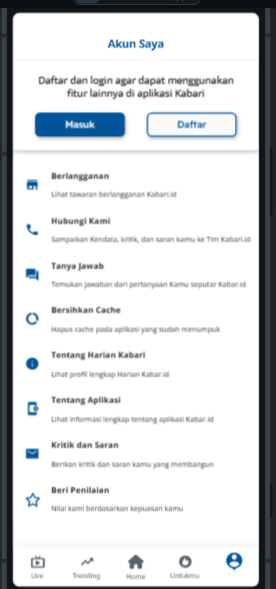 Akun Saya
Daftar dan login agar dapat menggunakan
fitur lainnya di aplikasi Kabari
Masuk
Daftar
Berlangganan
Lihat tawaran berlangganan Kabari.id
Hubungi Kami
Sampaikan Kendala, kritik, dan saran kamu ke Tim Kabari.id
Tanya Jawab
Temukan jawaban dari pertanyaan Kamu seputar Kabar.id
Bersihkan Cache
Hapus cache pada aplikasi yang sudah menumpuk
Tentang Harian Kabari
Lihat profil lengkap Harian Kabar.id
Tentang Aplikasi
Lihat informasi lengkap tentang aplikasi Kabar.id
Kritik dan Saran
Berikan kritik dan saran kamu yang membangun
Beri Penilaian
Nilai kami berdasarkan kepuasan kamu
Live
Trending
Home
Untukmu